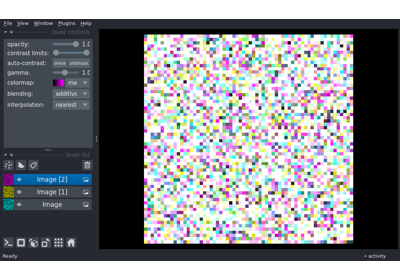 File View Window Plugins Help
layer controls
opacity: 1.0
contrast limits:
auto-contrast: once
gamma: 1.0
colormap: ma
blending: additive
interpolation: nearest
layer list
Image [2]
Image [1]
Image
Ready
activity